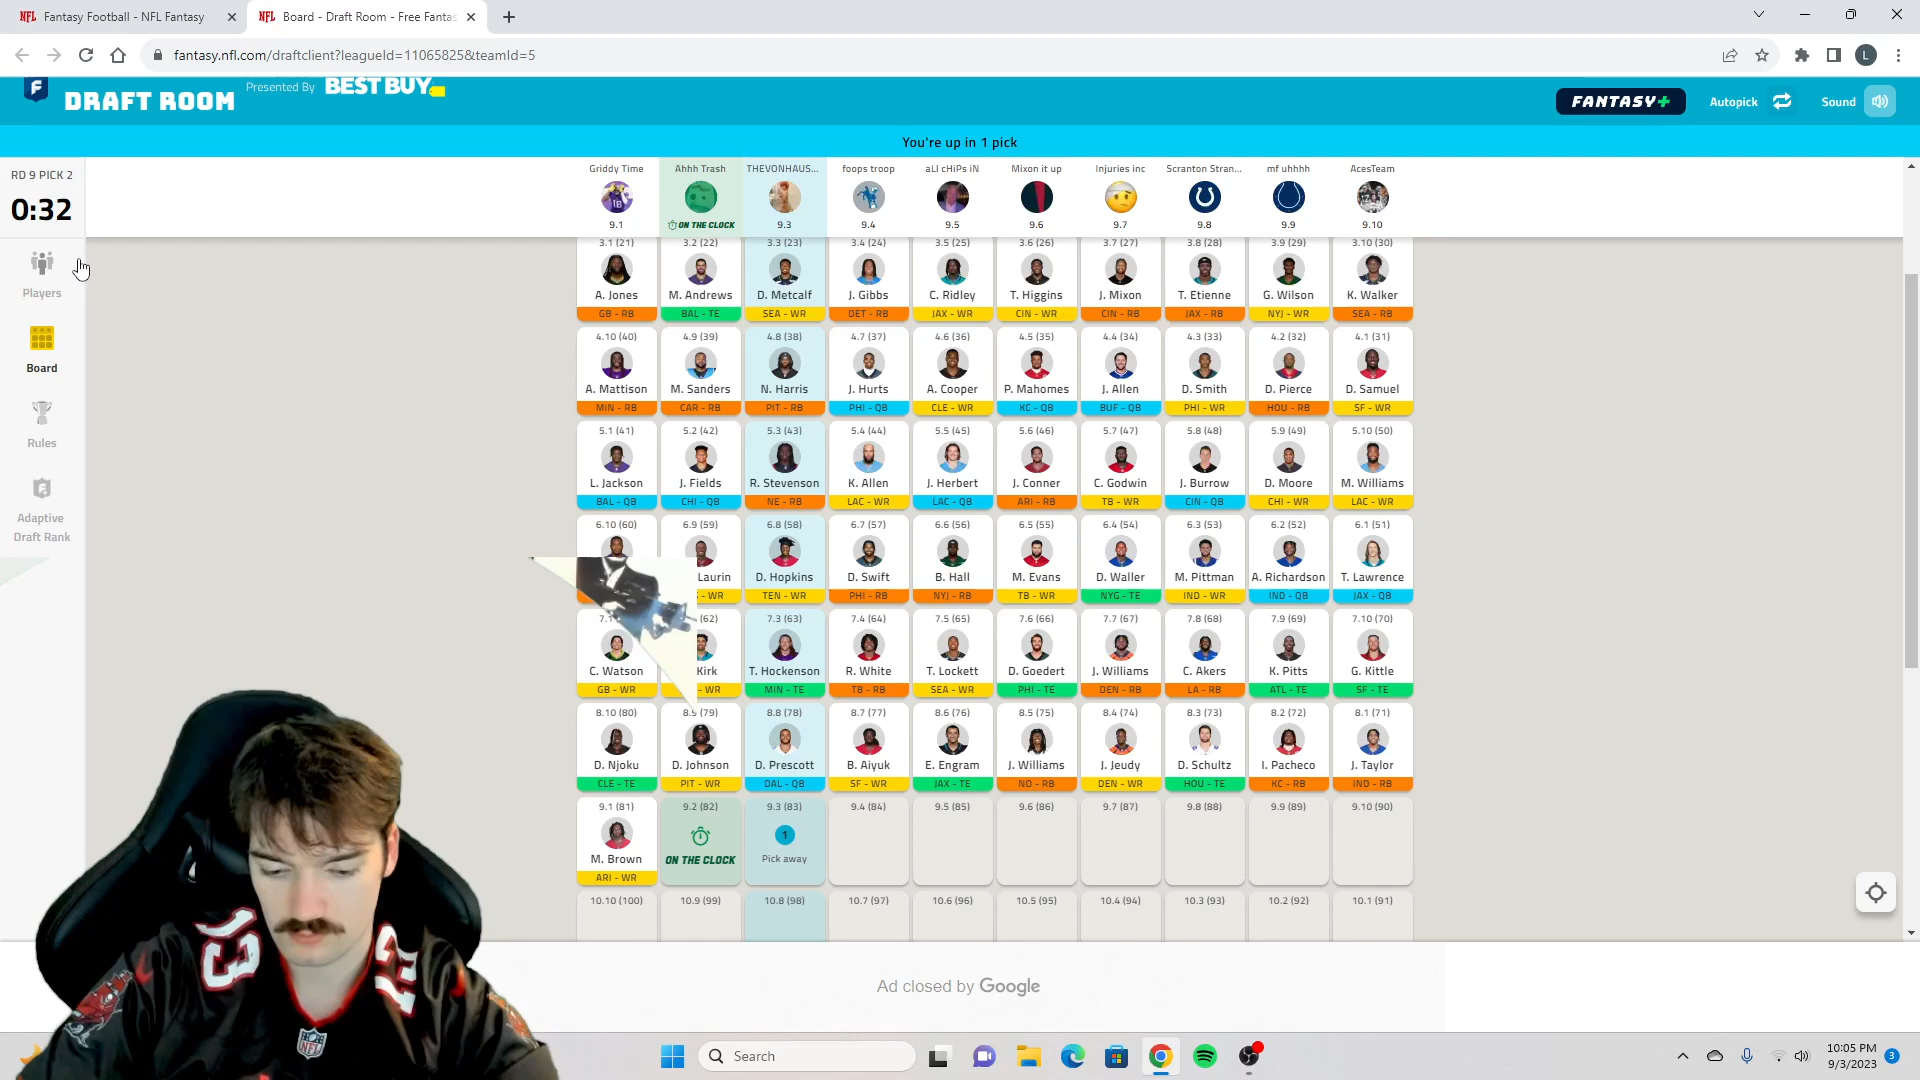 Fantasy Football - NFL Fantasy
Board - Draft Room - Free Fantas
fantasy.nfl.com/draftclient?leagueId=11065825&teamId=5
L
DRAFT ROOM
Presented By BEST BUY
FANTASY+
Autopick
Sound
You're up in 1 pick
RD 9 PICK 2
0:32
Players
Board
Rules
Adaptive
Draft Rank
Griddy Time Ahhh Trash THEVONHAUS... foops troop aLl cHiPs iN Mixon it up Injuries inc Scranton Stran... mf uhhhh AcesTeam
9.1 ON THE CLOCK 9.3 9.4 9.5 9.6 9.7 9.8 9.9 9.10
3.1 (21) 3.2 (22) 3.3 (23) 3.4 (24) 3.5 (25) 3.6 (26) 3.7 (27) 3.8 (28) 3.9 (29) 3.10 (30)
A. Jones M. Andrews D. Metcalf J. Gibbs C. Ridley T. Higgins J. Mixon T. Etienne G. Wilson K. Walker
GB - RB BAL - TE SEA - WR DET - RB JAX - WR CIN - WR CIN - RB JAX - RB NYJ - WR SEA - RB
4.10 (40) 4.9 (39) 4.8 (38) 4.7 (37) 4.6 (36) 4.5 (35) 4.4 (34) 4.3 (33) 4.2 (32) 4.1 (31)
A. Mattison M. Sanders N. Harris J. Hurts A. Cooper P. Mahomes J. Allen D. Smith D. Pierce D. Samuel
MIN - RB CAR - RB PIT - RB PHI - QB CLE - WR KC - QB BUF - QB PHI - WR HOU - RB SF - WR
5.1 (41) 5.2 (42) 5.3 (43) 5.4 (44) 5.5 (45) 5.6 (46) 5.7 (47) 5.8 (48) 5.9 (49) 5.10 (50)
L. Jackson J. Fields R. Stevenson K. Allen J. Herbert J. Conner C. Godwin J. Burrow D. Moore M. Williams
BAL - QB CHI - QB NE - RB LAC - WR LAC - QB ARI - RB TB - WR CIN - QB CHI - WR LAC - WR
6.10 (60) 6.9 (59) 6.8 (58) 6.7 (57) 6.6 (56) 6.5 (55) 6.4 (54) 6.3 (53) 6.2 (52) 6.1 (51)
Laurin D. Hopkins D. Swift B. Hall M. Evans D. Waller M. Pittman A. Richardson T. Lawrence
- WR TEN - WR PHI - RB NYJ - RB TB - WR NYG - TE IND - WR IND - QB JAX - QB
7.1 (62) 7.3 (63) 7.4 (64) 7.5 (65) 7.6 (66) 7.7 (67) 7.8 (68) 7.9 (69) 7.10 (70)
C. Watson Kirk T. Hockenson R. White T. Lockett D. Goedert J. Williams C. Akers K. Pitts G. Kittle
GB - WR - WR MIN - TE TB - RB SEA - WR PHI - TE DEN - RB LA - RB ATL - TE SF - TE
8.10 (80) 8.9 (79) 8.8 (78) 8.7 (77) 8.6 (76) 8.5 (75) 8.4 (74) 8.3 (73) 8.2 (72) 8.1 (71)
D. Njoku D. Johnson D. Prescott B. Aiyuk E. Engram J. Williams J. Jeudy D. Schultz I. Pacheco J. Taylor
CLE - TE PIT - WR DAL - QB SF - WR JAX - TE NO - RB DEN - WR HOU - TE KC - RB IND - RB
9.1 (81) 9.2 (82) 9.3 (83) 9.4 (84) 9.5 (85) 9.6 (86) 9.7 (87) 9.8 (88) 9.9 (89) 9.10 (90)
1
M. Brown ON THE CLOCK Pick away
ARI - WR
10.10 (100) 10.9 (99) 10.8 (98) 10.7 (97) 10.6 (96) 10.5 (95) 10.4 (94) 10.3 (93) 10.2 (92) 10.1 (91)
Ad closed by Google
13
NFL
Search
10:05 PM
9/3/2023
3